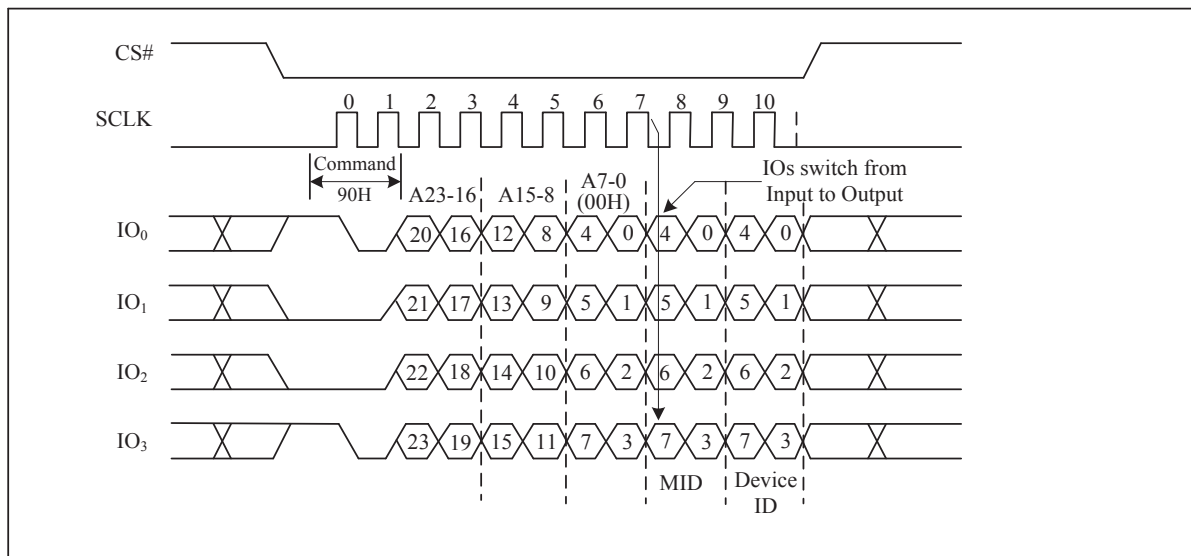 CS#
0 1 2 3 4 5 6 7 8 9 10
SCLK
Command
90H
A23-16
A15-8
A7-0
(00H)
IOs switch from
Input to Output
IO₀ 20 16 12 8 4 0 4 0 4 0
IO₁ 21 17 13 9 5 1 5 1 5 1
IO₂ 22 18 14 10 6 2 6 2 6 2
IO₃ 23 19 15 11 7 3 7 3 7 3
MID
Device
ID